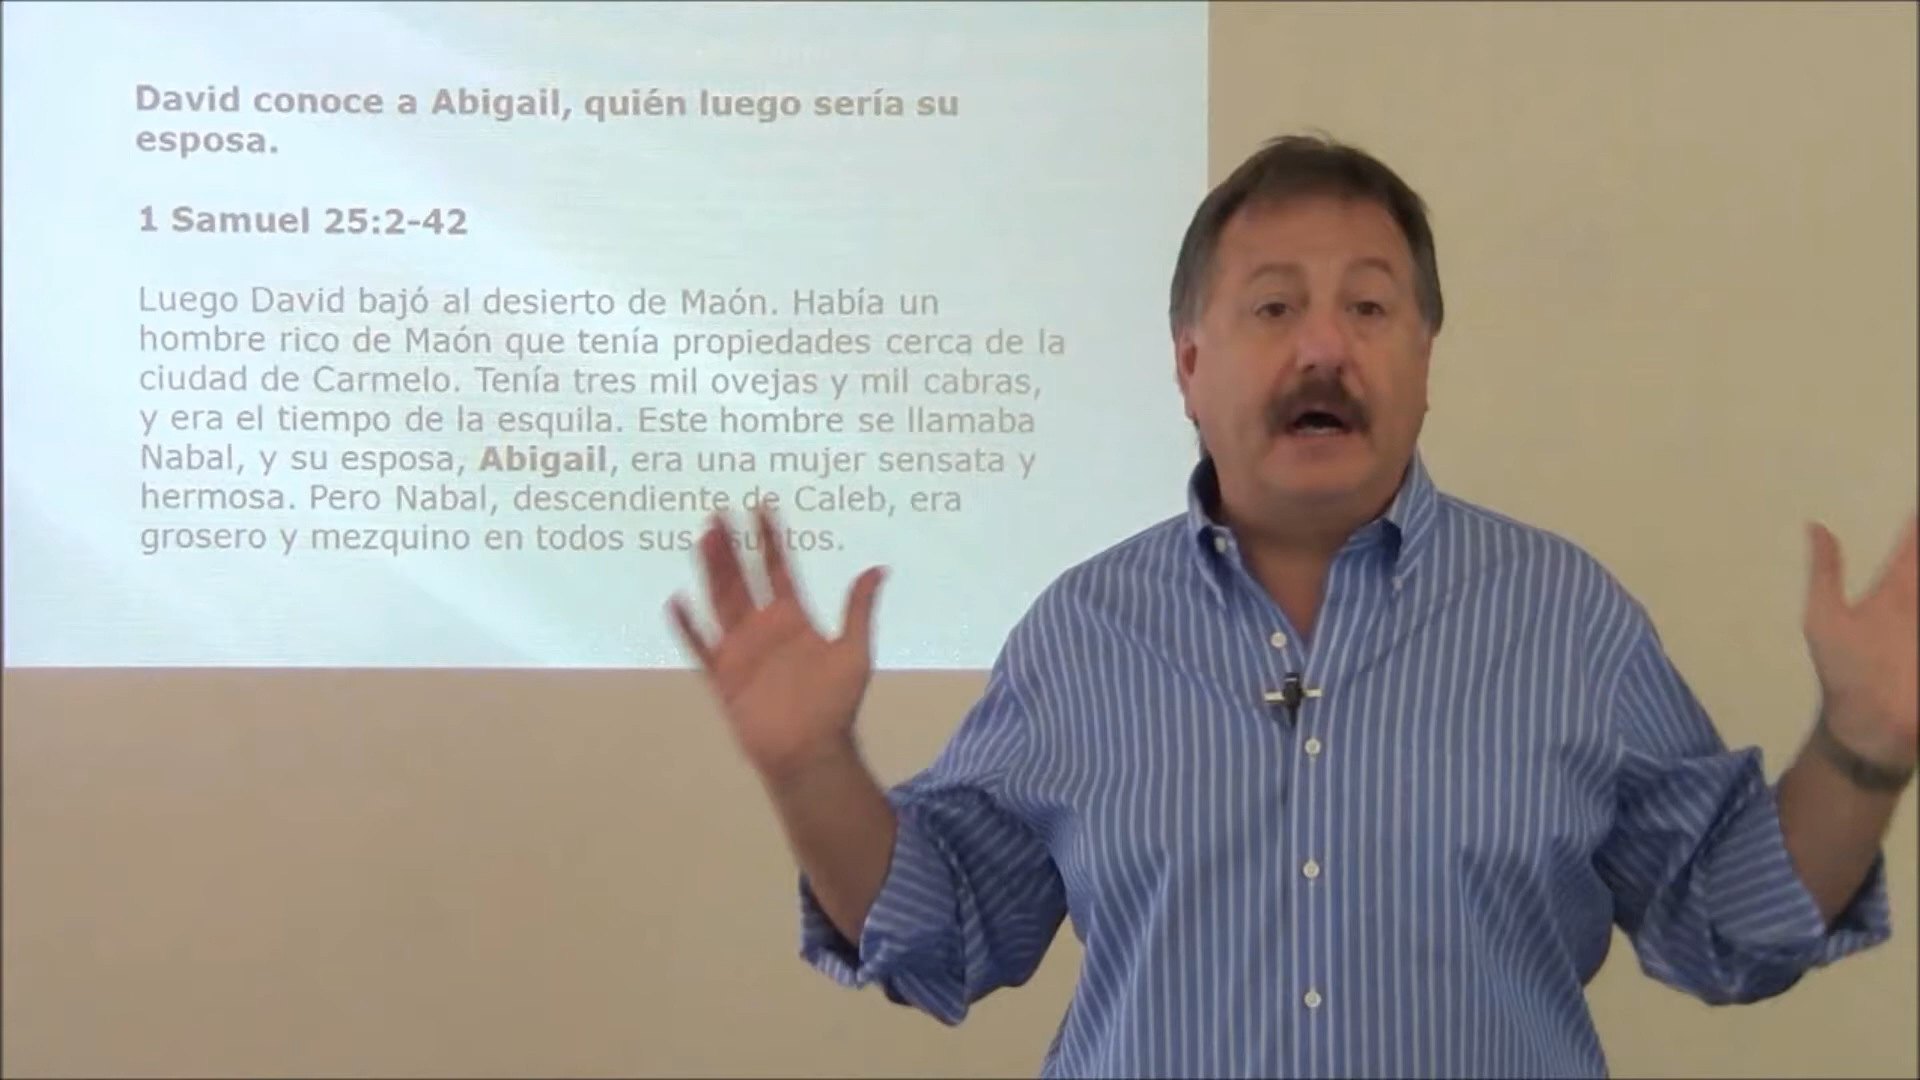 David conoce a Abigail, quién luego sería su
esposa.
1 Samuel 25:2-42
Luego David bajó al desierto de Maón. Había un
hombre rico de Maón que tenía propiedades cerca de la
ciudad de Carmelo. Tenía tres mil ovejas y mil cabras,
y era el tiempo de la esquila. Este hombre se llamaba
Nabal, y su esposa, Abigail, era una mujer sensata y
hermosa. Pero Nabal, descendiente de Caleb, era
grosero y mezquino en todos sus asuntos.